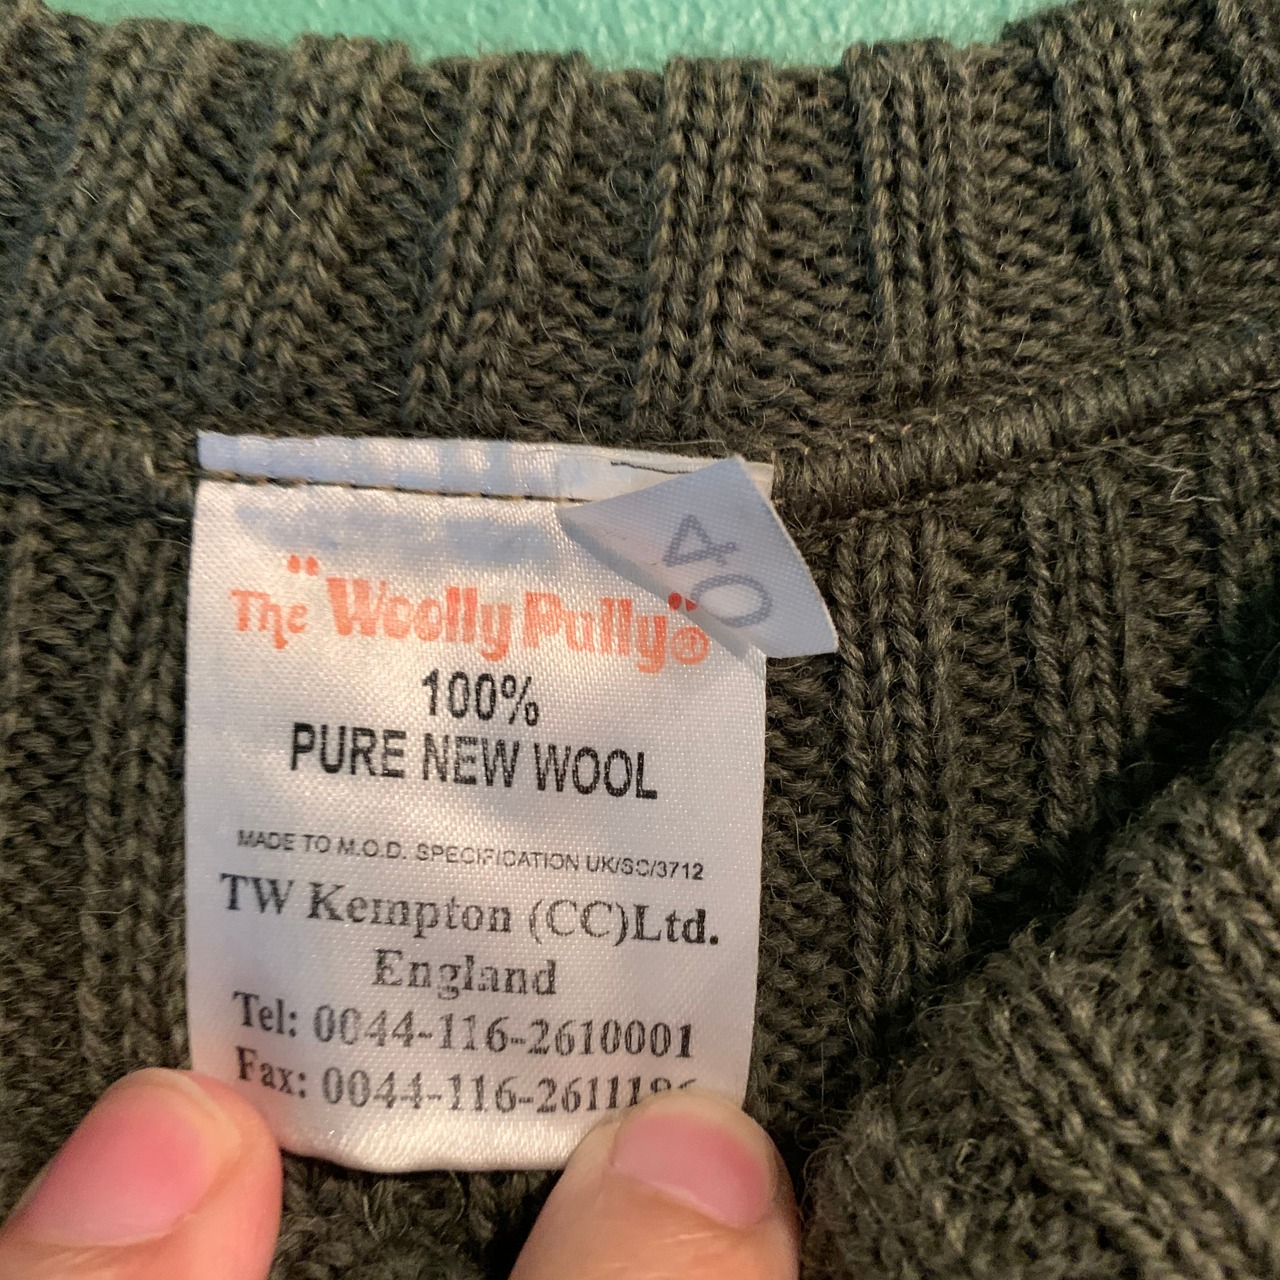 40
The "Woolly Pully"®
100%
PURE NEW WOOL
MADE TO M.O.D. SPECIFICATION UK/SC/3712
TW Kempton (CC)Ltd.
England
Tel: 0044-116-2610001
Fax: